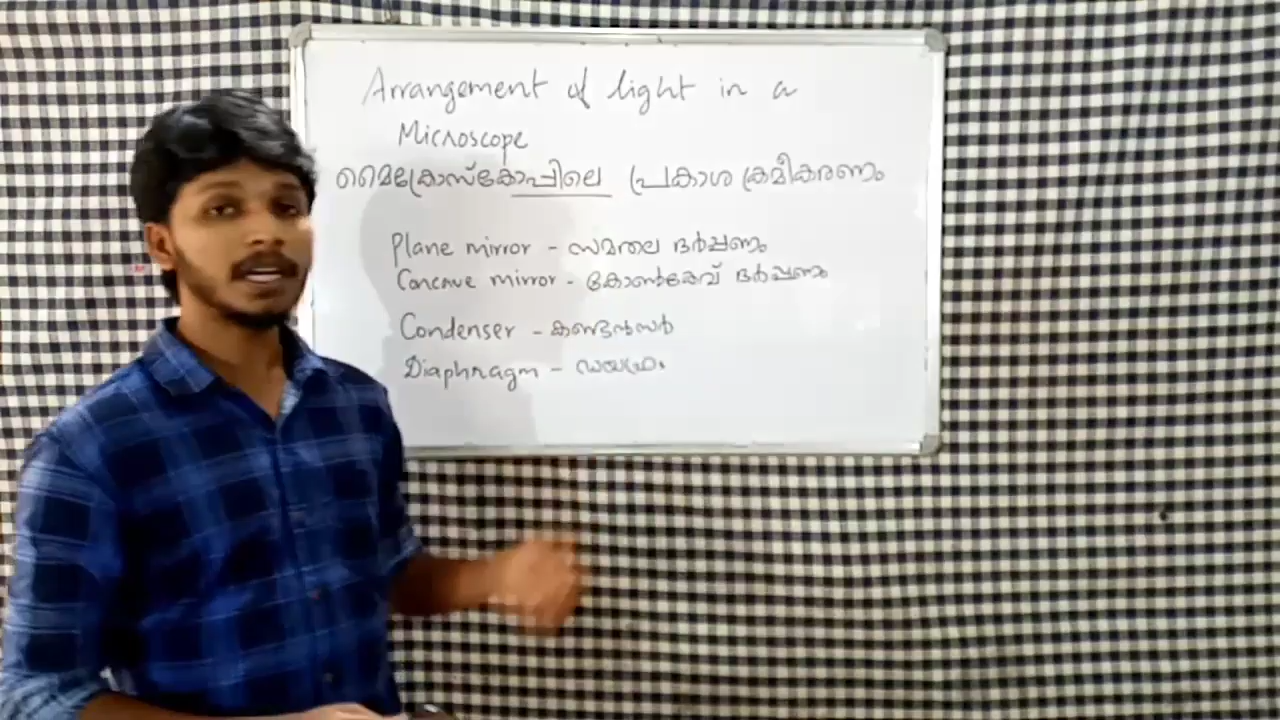 Arrangement of light in a
Microscope
മൈക്രോസ്കോപ്പിലെ പ്രകാശ ക്രമീകരണം
Plane mirror - സമതല ദർപ്പണം
Concave mirror - കോൺകേവ് ദർപ്പണം
Condenser - കണ്ടൻസർ
Diaphragm - ഡയഫ്രം